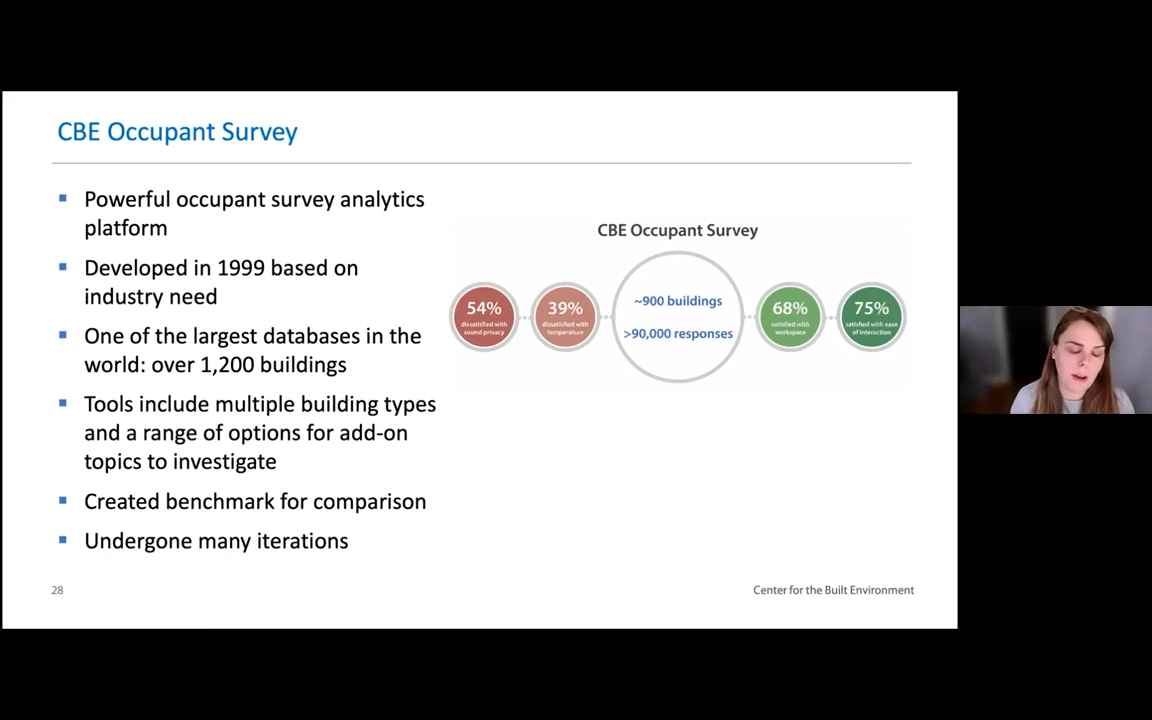 CBE Occupant Survey
Powerful occupant survey analytics
platform
Developed in 1999 based on
industry need
One of the largest databases in the
world: over 1,200 buildings
Tools include multiple building types
and a range of options for add-on
topics to investigate
Created benchmark for comparison
Undergone many iterations
CBE Occupant Survey
54%
dissatisfied with
sound privacy
39%
dissatisfied with
temperature
~900 buildings
>90,000 responses
68%
satisfied with
workspace
75%
satisfied with ease
of interaction
28
Center for the Built Environment